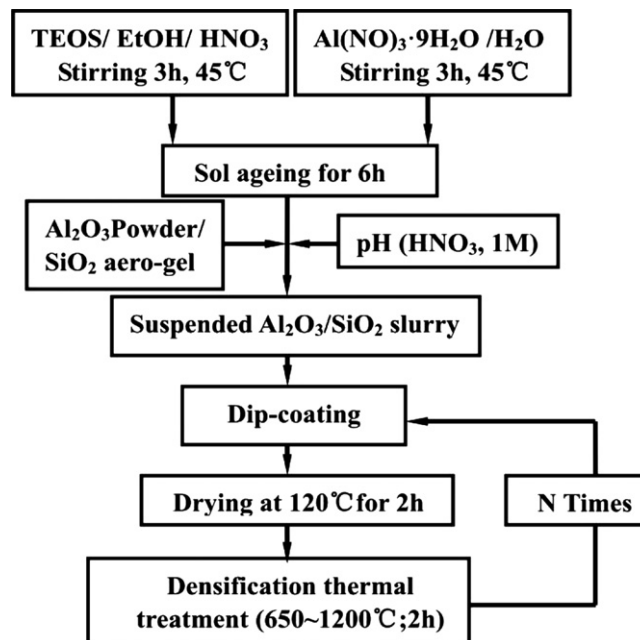 TEOS/ EtOH/ HNO₃
Stirring 3h, 45℃
Al(NO)₃·9H₂O /H₂O
Stirring 3h, 45℃
Sol ageing for 6h
Al₂O₃Powder/
SiO₂ aero-gel
pH (HNO₃, 1M)
Suspended Al₂O₃/SiO₂ slurry
Dip-coating
Drying at 120℃for 2h
N Times
Densification thermal
treatment (650~1200℃;2h)